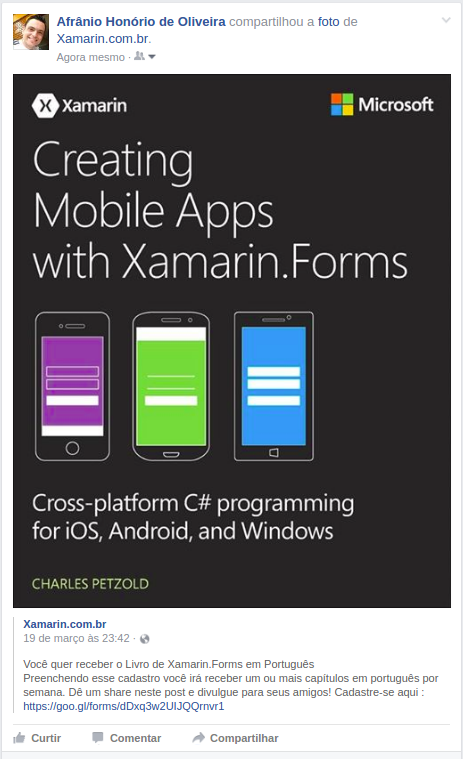 Afrânio Honório de Oliveira compartilhou a foto de
Xamarin.com.br.
Agora mesmo ·
Xamarin
Microsoft
Creating
Mobile Apps
with Xamarin.Forms
Cross-platform C# programming
for iOS, Android, and Windows
CHARLES PETZOLD
Xamarin.com.br
19 de março às 23:42 ·
Você quer receber o Livro de Xamarin.Forms em Português
Preenchendo esse cadastro você irá receber um ou mais capítulos em português por
semana. Dê um share neste post e divulgue para seus amigos! Cadastre-se aqui :
https://goo.gl/forms/dDxq3w2UIJQQrnvr1
Curtir
Comentar
Compartilhar